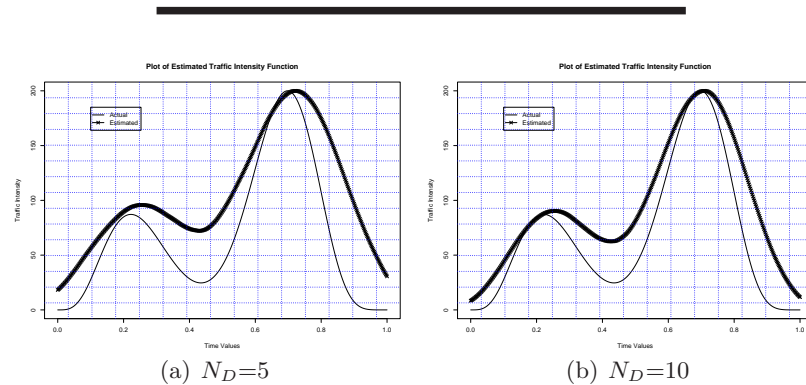 Plot of Estimated Traffic Intensity Function
Actual
Estimated
Traffic Intensity
200
150
100
50
0
0.0 0.2 0.4 0.6 0.8 1.0
Time Values
(a) N_D=5
Plot of Estimated Traffic Intensity Function
Actual
Estimated
Traffic Intensity
200
150
100
50
0
0.0 0.2 0.4 0.6 0.8 1.0
Time Values
(b) N_D=10